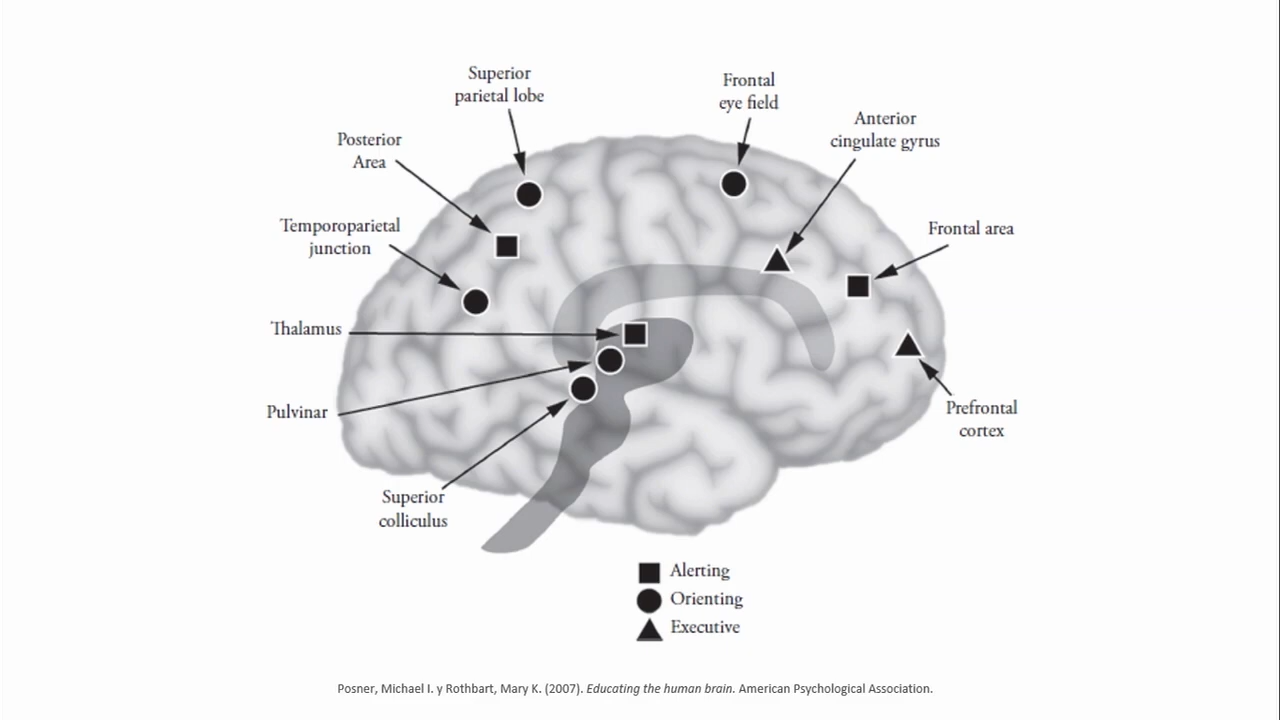 Superior
parietal lobe
Frontal
eye field
Anterior
cingulate gyrus
Posterior
Area
Temporoparietal
junction
Frontal area
Thalamus
Pulvinar
Prefrontal
cortex
Superior
colliculus
Alerting
Orienting
Executive
Posner, Michael I. y Rothbart, Mary K. (2007). Educating the human brain. American Psychological Association.